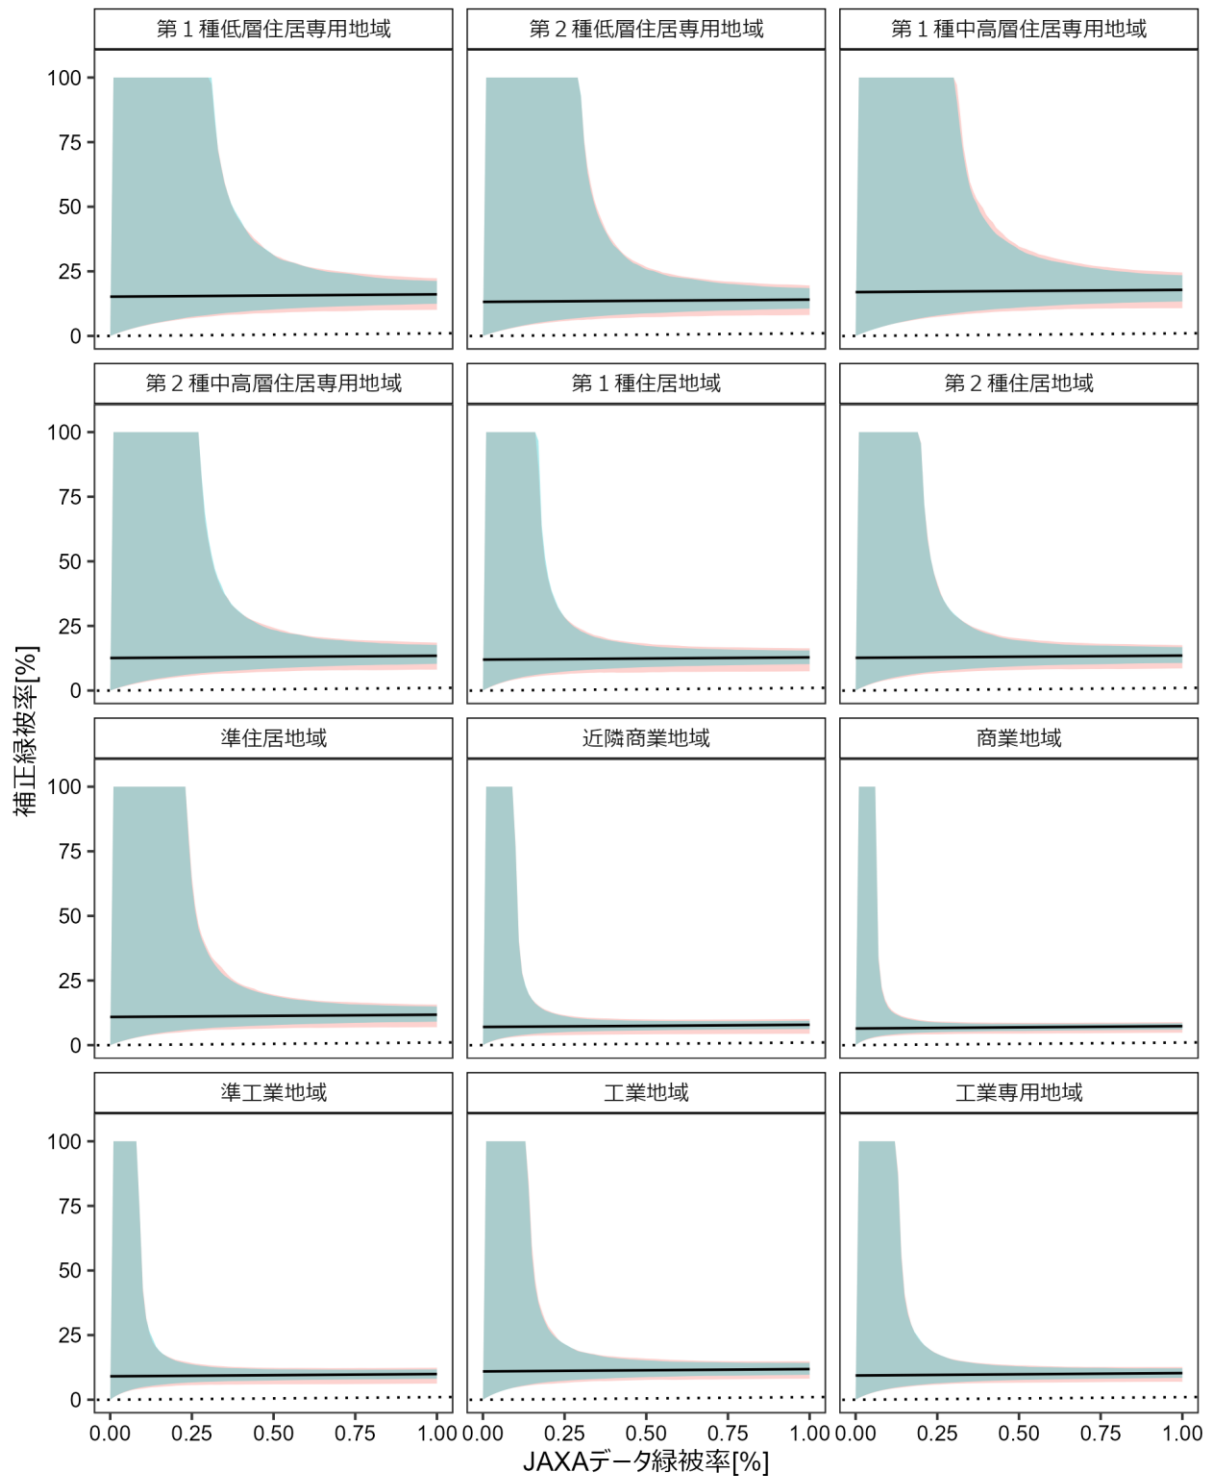 第１種低層住居専用地域
第２種低層住居専用地域
第１種中高層住居専用地域
100
75
50
25
0
第２種中高層住居専用地域
第１種住居地域
第２種住居地域
100
75
50
25
0
補正緑被率[%]
準住居地域
近隣商業地域
商業地域
100
75
50
25
0
準工業地域
工業地域
工業専用地域
100
75
50
25
0
0.00 0.25 0.50 0.75 1.00 0.00 0.25 0.50 0.75 1.00 0.00 0.25 0.50 0.75 1.00
JAXAデータ緑被率[%]